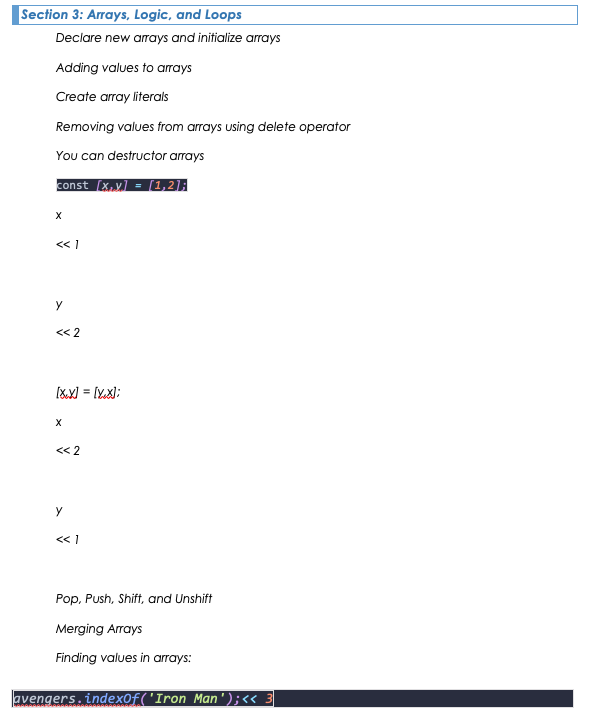 Section 3: Arrays, Logic, and Loops
Declare new arrays and initialize arrays
Adding values to arrays
Create array literals
Removing values from arrays using delete operator
You can destructor arrays
const [x,y] = [1,2];
x
<< 1
y
<< 2
[x,y] = [y,x];
x
<< 2
y
<< 1
Pop, Push, Shift, and Unshift
Merging Arrays
Finding values in arrays:
avengers.indexOf('Iron Man');<< 3